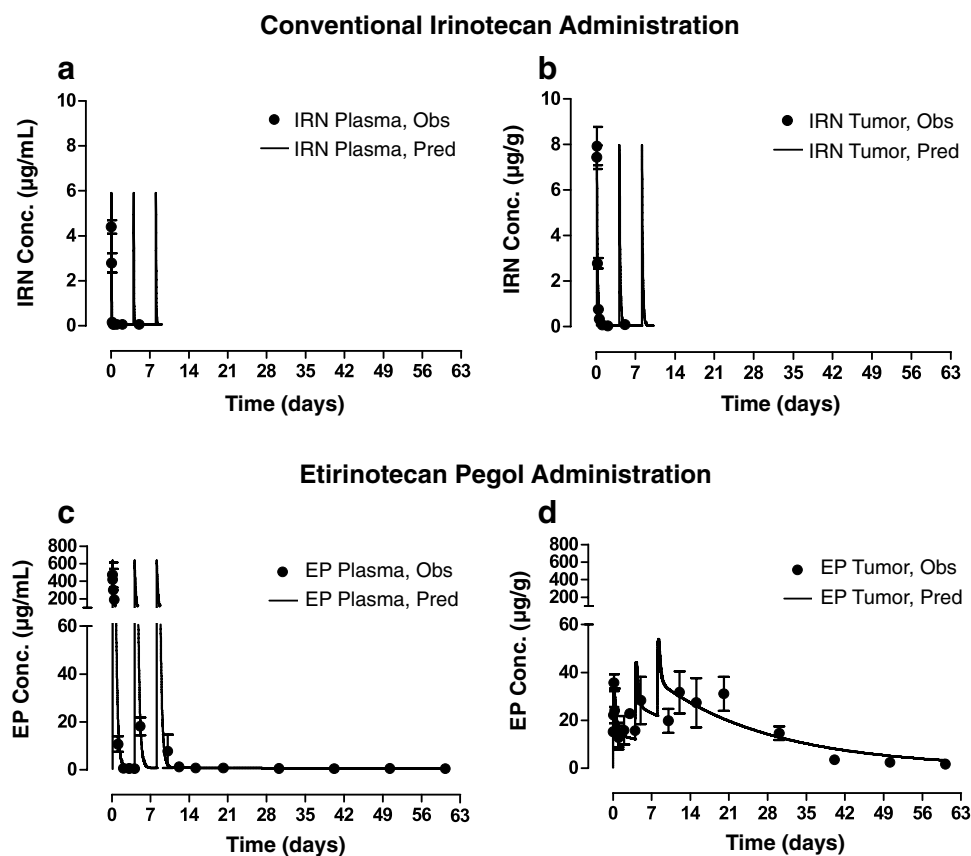 Conventional Irinotecan Administration
a
IRN Conc. (µg/mL)
10
8
6
4
2
0
IRN Plasma, Obs
IRN Plasma, Pred
0 7 14 21 28 35 42 49 56 63
Time (days)
b
IRN Conc. (µg/g)
10
8
6
4
2
0
IRN Tumor, Obs
IRN Tumor, Pred
0 7 14 21 28 35 42 49 56 63
Time (days)
Etirinotecan Pegol Administration
c
EP Conc. (µg/mL)
800
600
400
200
60
40
20
0
EP Plasma, Obs
EP Plasma, Pred
0 7 14 21 28 35 42 49 56 63
Time (days)
d
EP Conc. (µg/g)
800
600
400
200
60
40
20
0
EP Tumor, Obs
EP Tumor, Pred
0 7 14 21 28 35 42 49 56 63
Time (days)